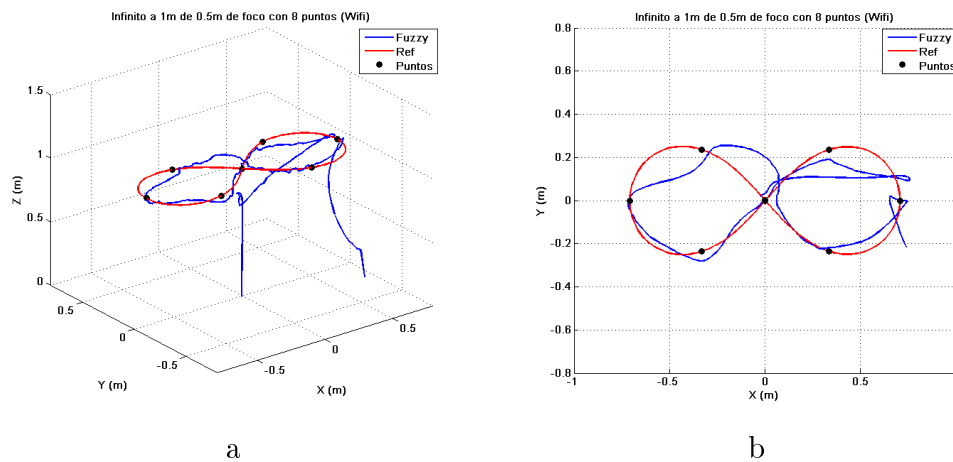 Infinito a 1m de 0.5m de foco con 8 puntos (Wifi)
Fuzzy
Ref
Puntos
1.5
1
0.5
0
Z (m)
0.5
0
-0.5
Y (m)
-0.5
0
0.5
X (m)
a
Infinito a 1m de 0.5m de foco con 8 puntos (Wifi)
Fuzzy
Ref
Puntos
0.8
0.6
0.4
0.2
0
-0.2
-0.4
-0.6
-0.8
Y (m)
-1
-0.5
0
0.5
X (m)
b